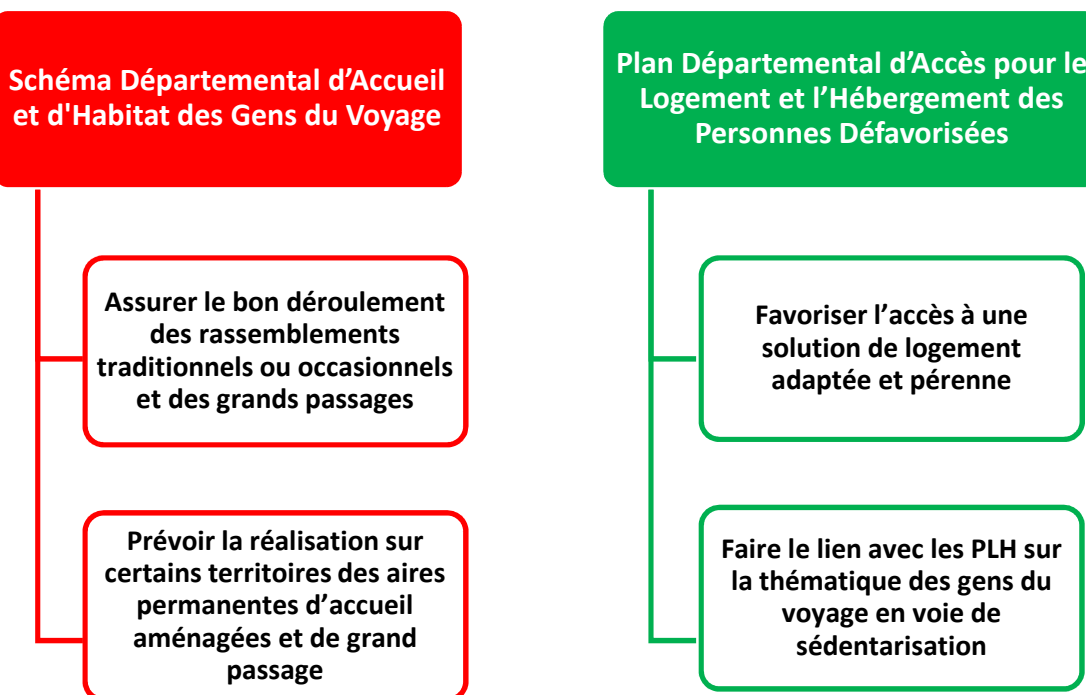 Schéma Départemental d’Accueil
et d'Habitat des Gens du Voyage
Assurer le bon déroulement
des rassemblements
traditionnels ou occasionnels
et des grands passages
Prévoir la réalisation sur
certains territoires des aires
permanentes d’accueil
aménagées et de grand
passage
Plan Départemental d’Accès pour le
Logement et l’Hébergement des
Personnes Défavorisées
Favoriser l’accès à une
solution de logement
adaptée et pérenne
Faire le lien avec les PLH sur
la thématique des gens du
voyage en voie de
sédentarisation